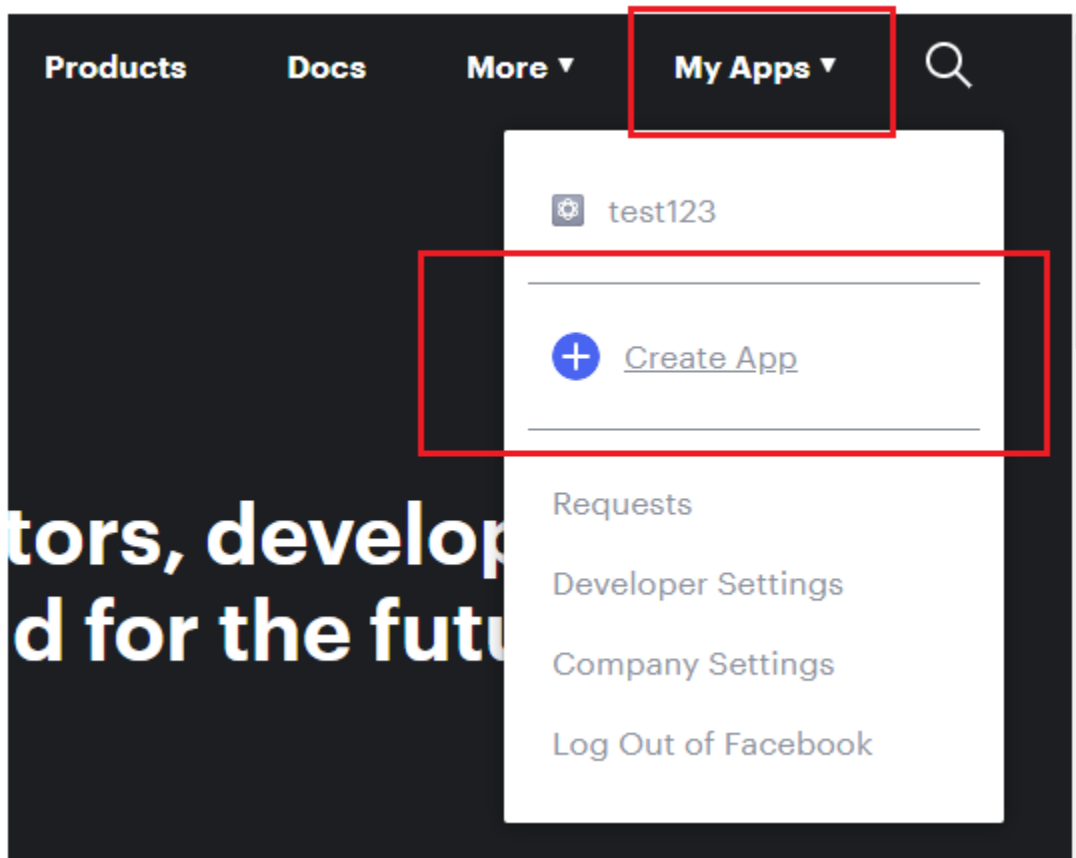 Products Docs More ▼ My Apps ▼
test123
Create App
Requests
Developer Settings
Company Settings
Log Out of Facebook
tors, develop
d for the futu